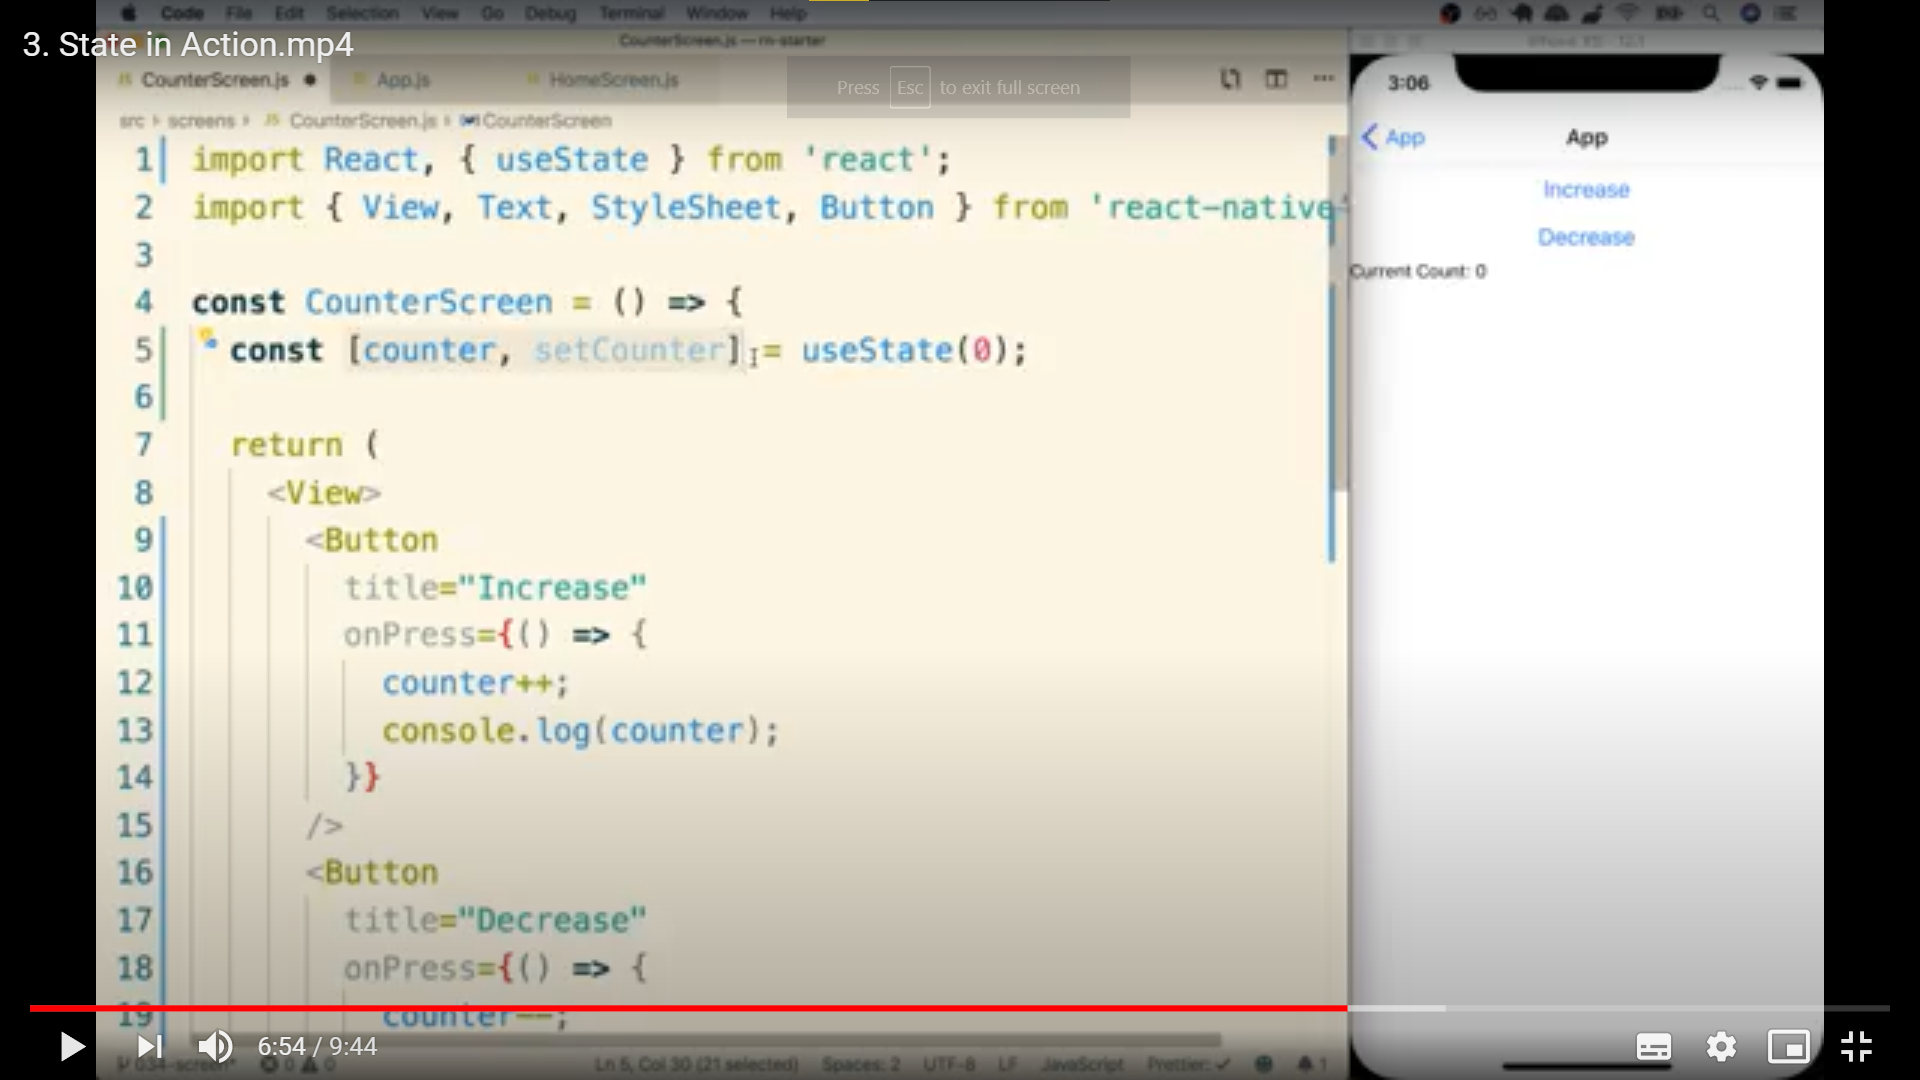 Code File Edit Selection View Go Debug Terminal Window Help
CounterScreen.js — rn-starter
3. State in Action.mp4
JS CounterScreen.js ● App.js HomeScreen.js
Press Esc to exit full screen
src › screens › JS CounterScreen.js › CounterScreen
1 import React, { useState } from 'react';
2 import { View, Text, StyleSheet, Button } from 'react-native'
3
4 const CounterScreen = () => {
5 const [counter, setCounter] = useState(0);
6
7 return (
8 <View>
9 <Button
10 title="Increase"
11 onPress={() => {
12 counter++;
13 console.log(counter);
14 }}
15 />
16 <Button
17 title="Decrease"
18 onPress={() => {
19 counter--;
3:06
App
App
Increase
Decrease
Current Count: 0
6:54 / 9:44
Ln 5, Col 30 (21 selected) Spaces: 2 UTF-8 LF JavaScript Prettier: ✓ 1